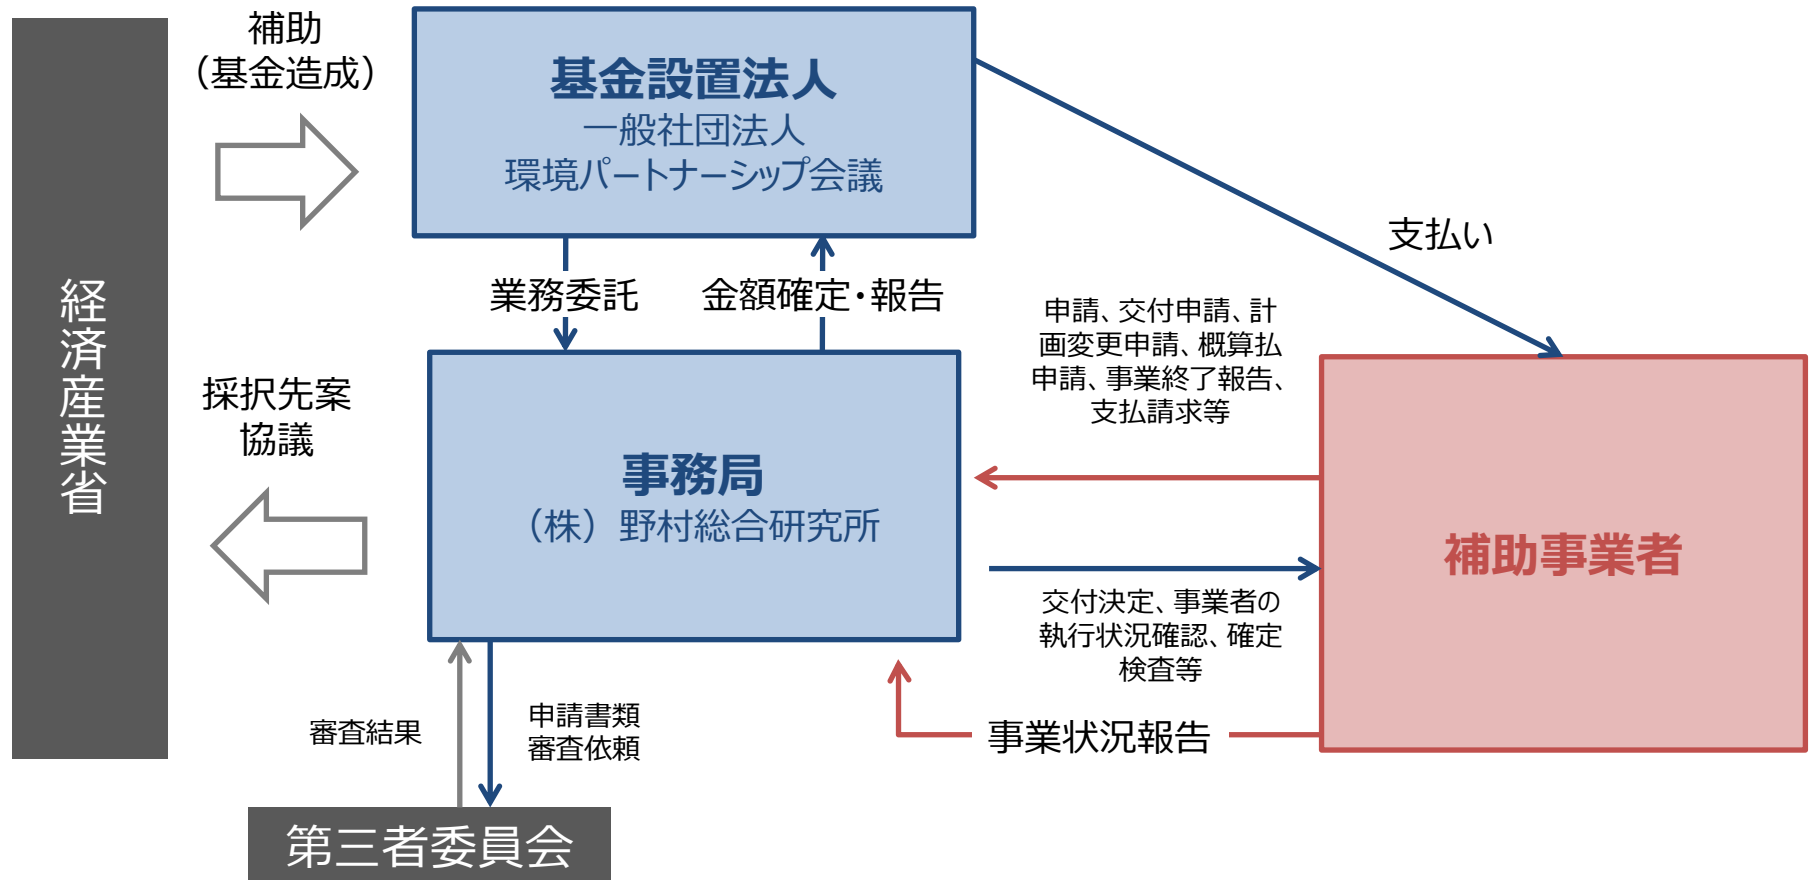 経済産業省
補助
（基金造成）
基金設置法人
一般社団法人
環境パートナーシップ会議
支払い
業務委託
金額確定・報告
申請、交付申請、計
画変更申請、概算払
申請、事業終了報告、
支払請求等
採択先案
協議
事務局
（株）野村総合研究所
補助事業者
交付決定、事業者の
執行状況確認、確定
検査等
事業状況報告
審査結果
申請書類
審査依頼
第三者委員会